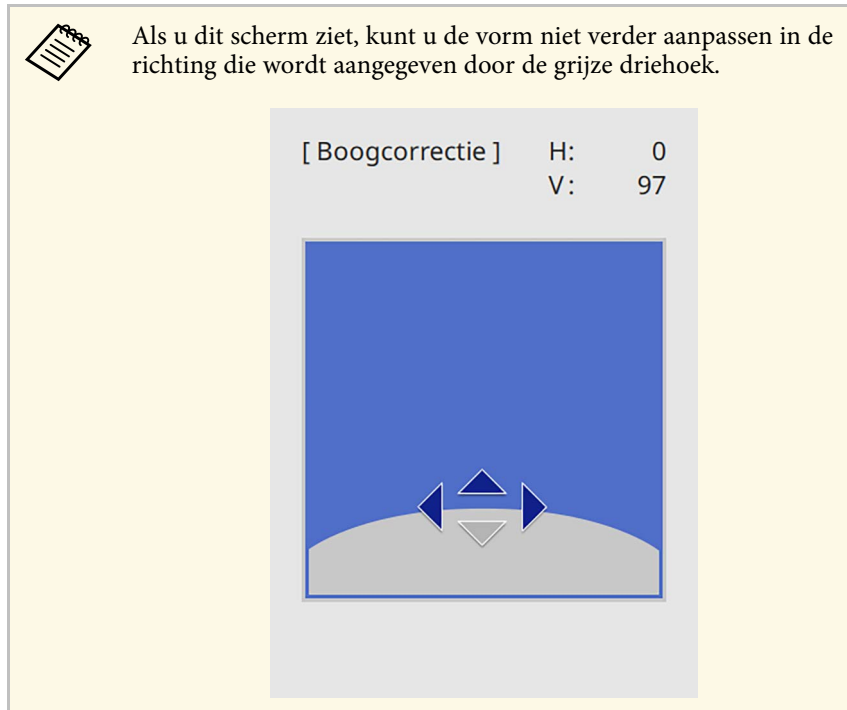 Als u dit scherm ziet, kunt u de vorm niet verder aanpassen in de
richting die wordt aangegeven door de grijze driehoek.
[ Boogcorrectie ] H: 0
V: 97